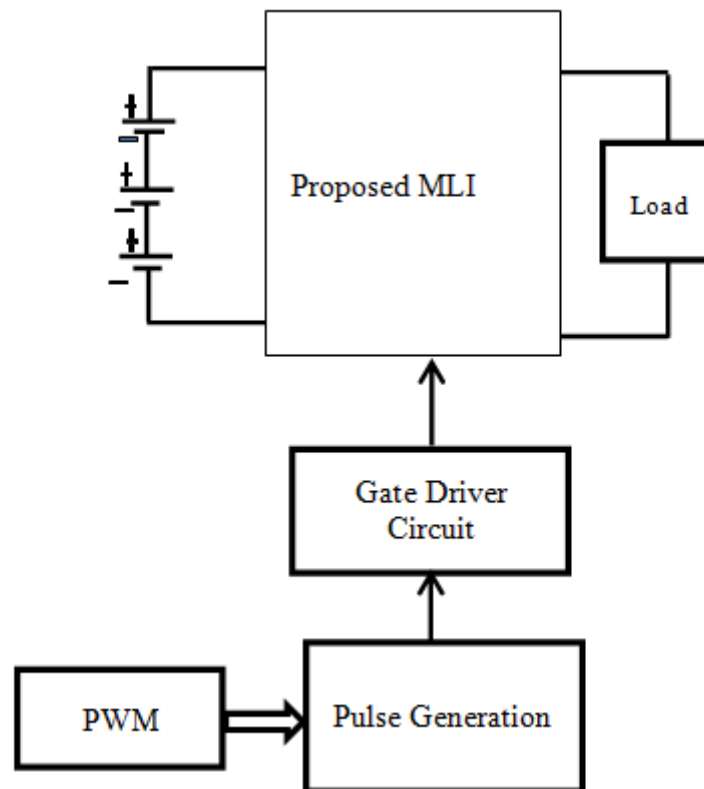 +
−
+
−
+
−
Proposed MLI
Load
Gate Driver
Circuit
PWM
Pulse Generation